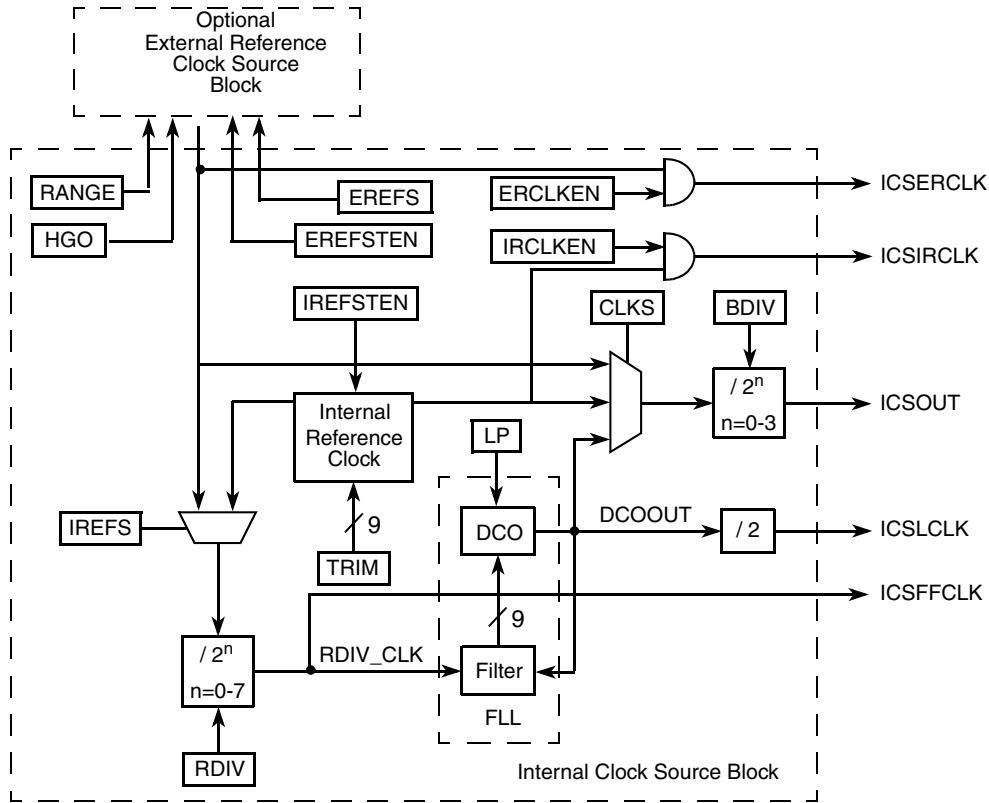 Optional
External Reference
Clock Source
Block
RANGE
HGO
EREFS
EREFSTEN
ERCLKEN
IRCLKEN
ICSERCLK
ICSIRCLK
IREFSTEN
CLKS
BDIV
Internal
Reference
Clock
LP
/ 2ⁿ
n=0-3
ICSOUT
IREFS
9
TRIM
DCO
DCOOUT
/ 2
ICSLCLK
ICSFFCLK
9
/ 2ⁿ
n=0-7
RDIV_CLK
Filter
FLL
RDIV
Internal Clock Source Block